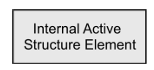 Internal Active
Structure Element